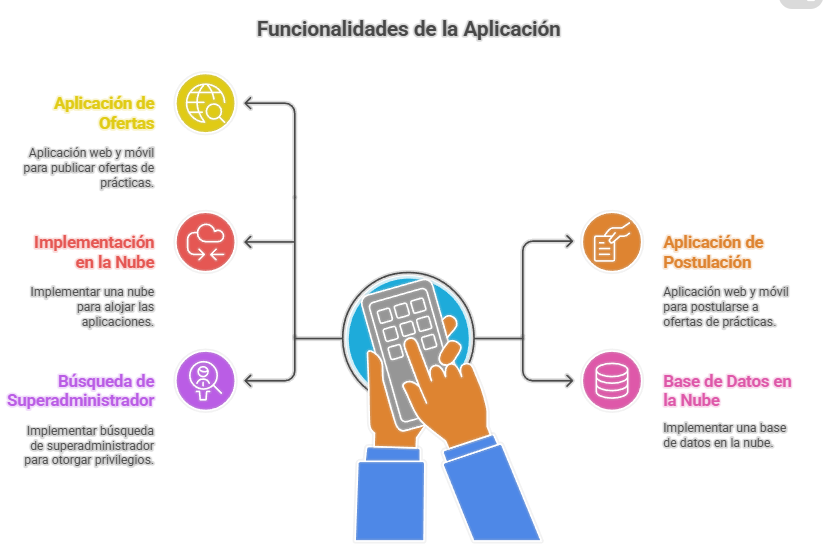 Funcionalidades de la Aplicación
Aplicación de
Ofertas
Aplicación web y móvil
para publicar ofertas de
prácticas.
Implementación
en la Nube
Implementar una nube
para alojar las
aplicaciones.
Búsqueda de
Superadministrador
Implementar búsqueda
de superadministrador
para otorgar privilegios.
Aplicación de
Postulación
Aplicación web y móvil
para postularse a
ofertas de prácticas.
Base de Datos en
la Nube
Implementar una base
de datos en la nube.